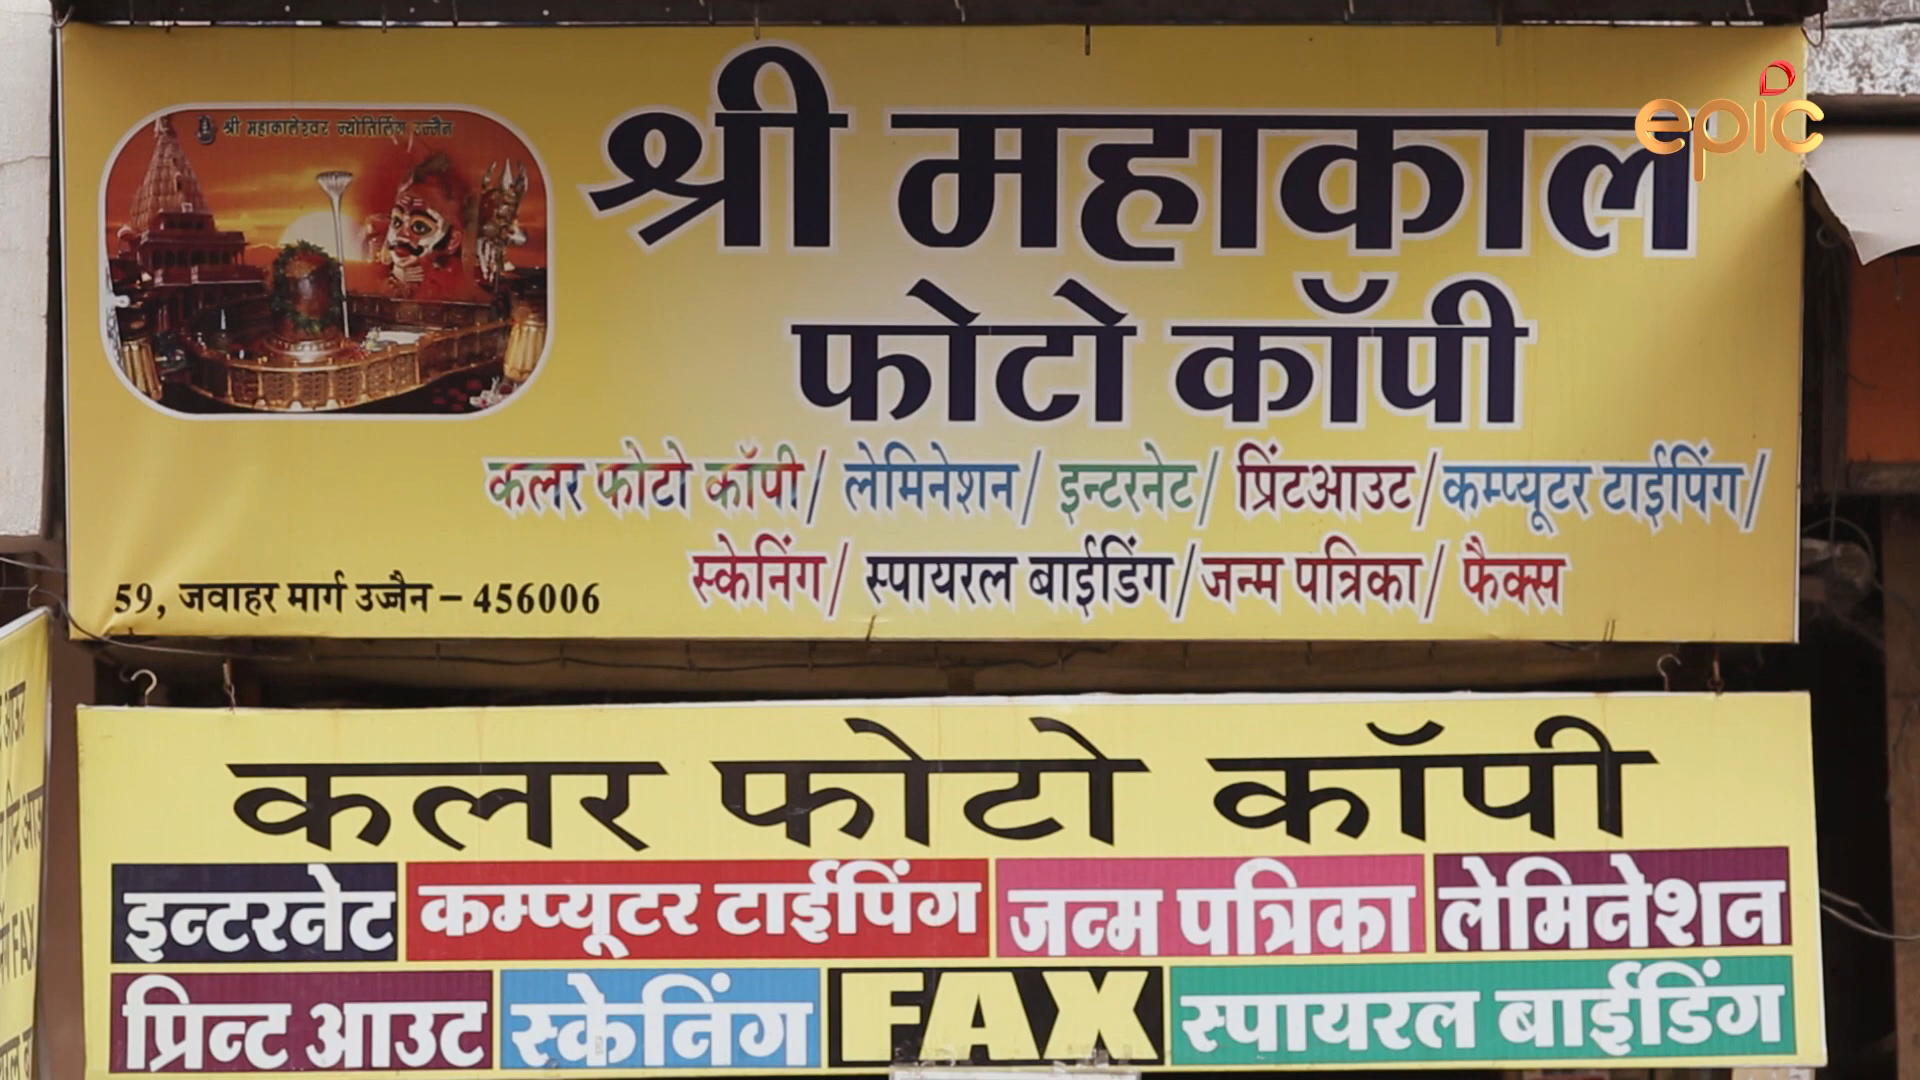 epic
श्री महाकालेश्वर ज्योतिर्लिंग उज्जैन
श्री महाकाल
फोटो कॉपी
कलर फोटो कॉपी/ लेमिनेशन/ इन्टरनेट/ प्रिंटआउट/ कम्प्यूटर टाईपिंग/
स्केनिंग/ स्पायरल बाईडिंग/ जन्म पत्रिका/ फैक्स
59, जवाहर मार्ग उज्जैन – 456006
कलर फोटो कॉपी
इन्टरनेट कम्प्यूटर टाईपिंग जन्म पत्रिका लेमिनेशन
प्रिन्ट आउट स्केनिंग FAX स्पायरल बाईडिंग
FAX